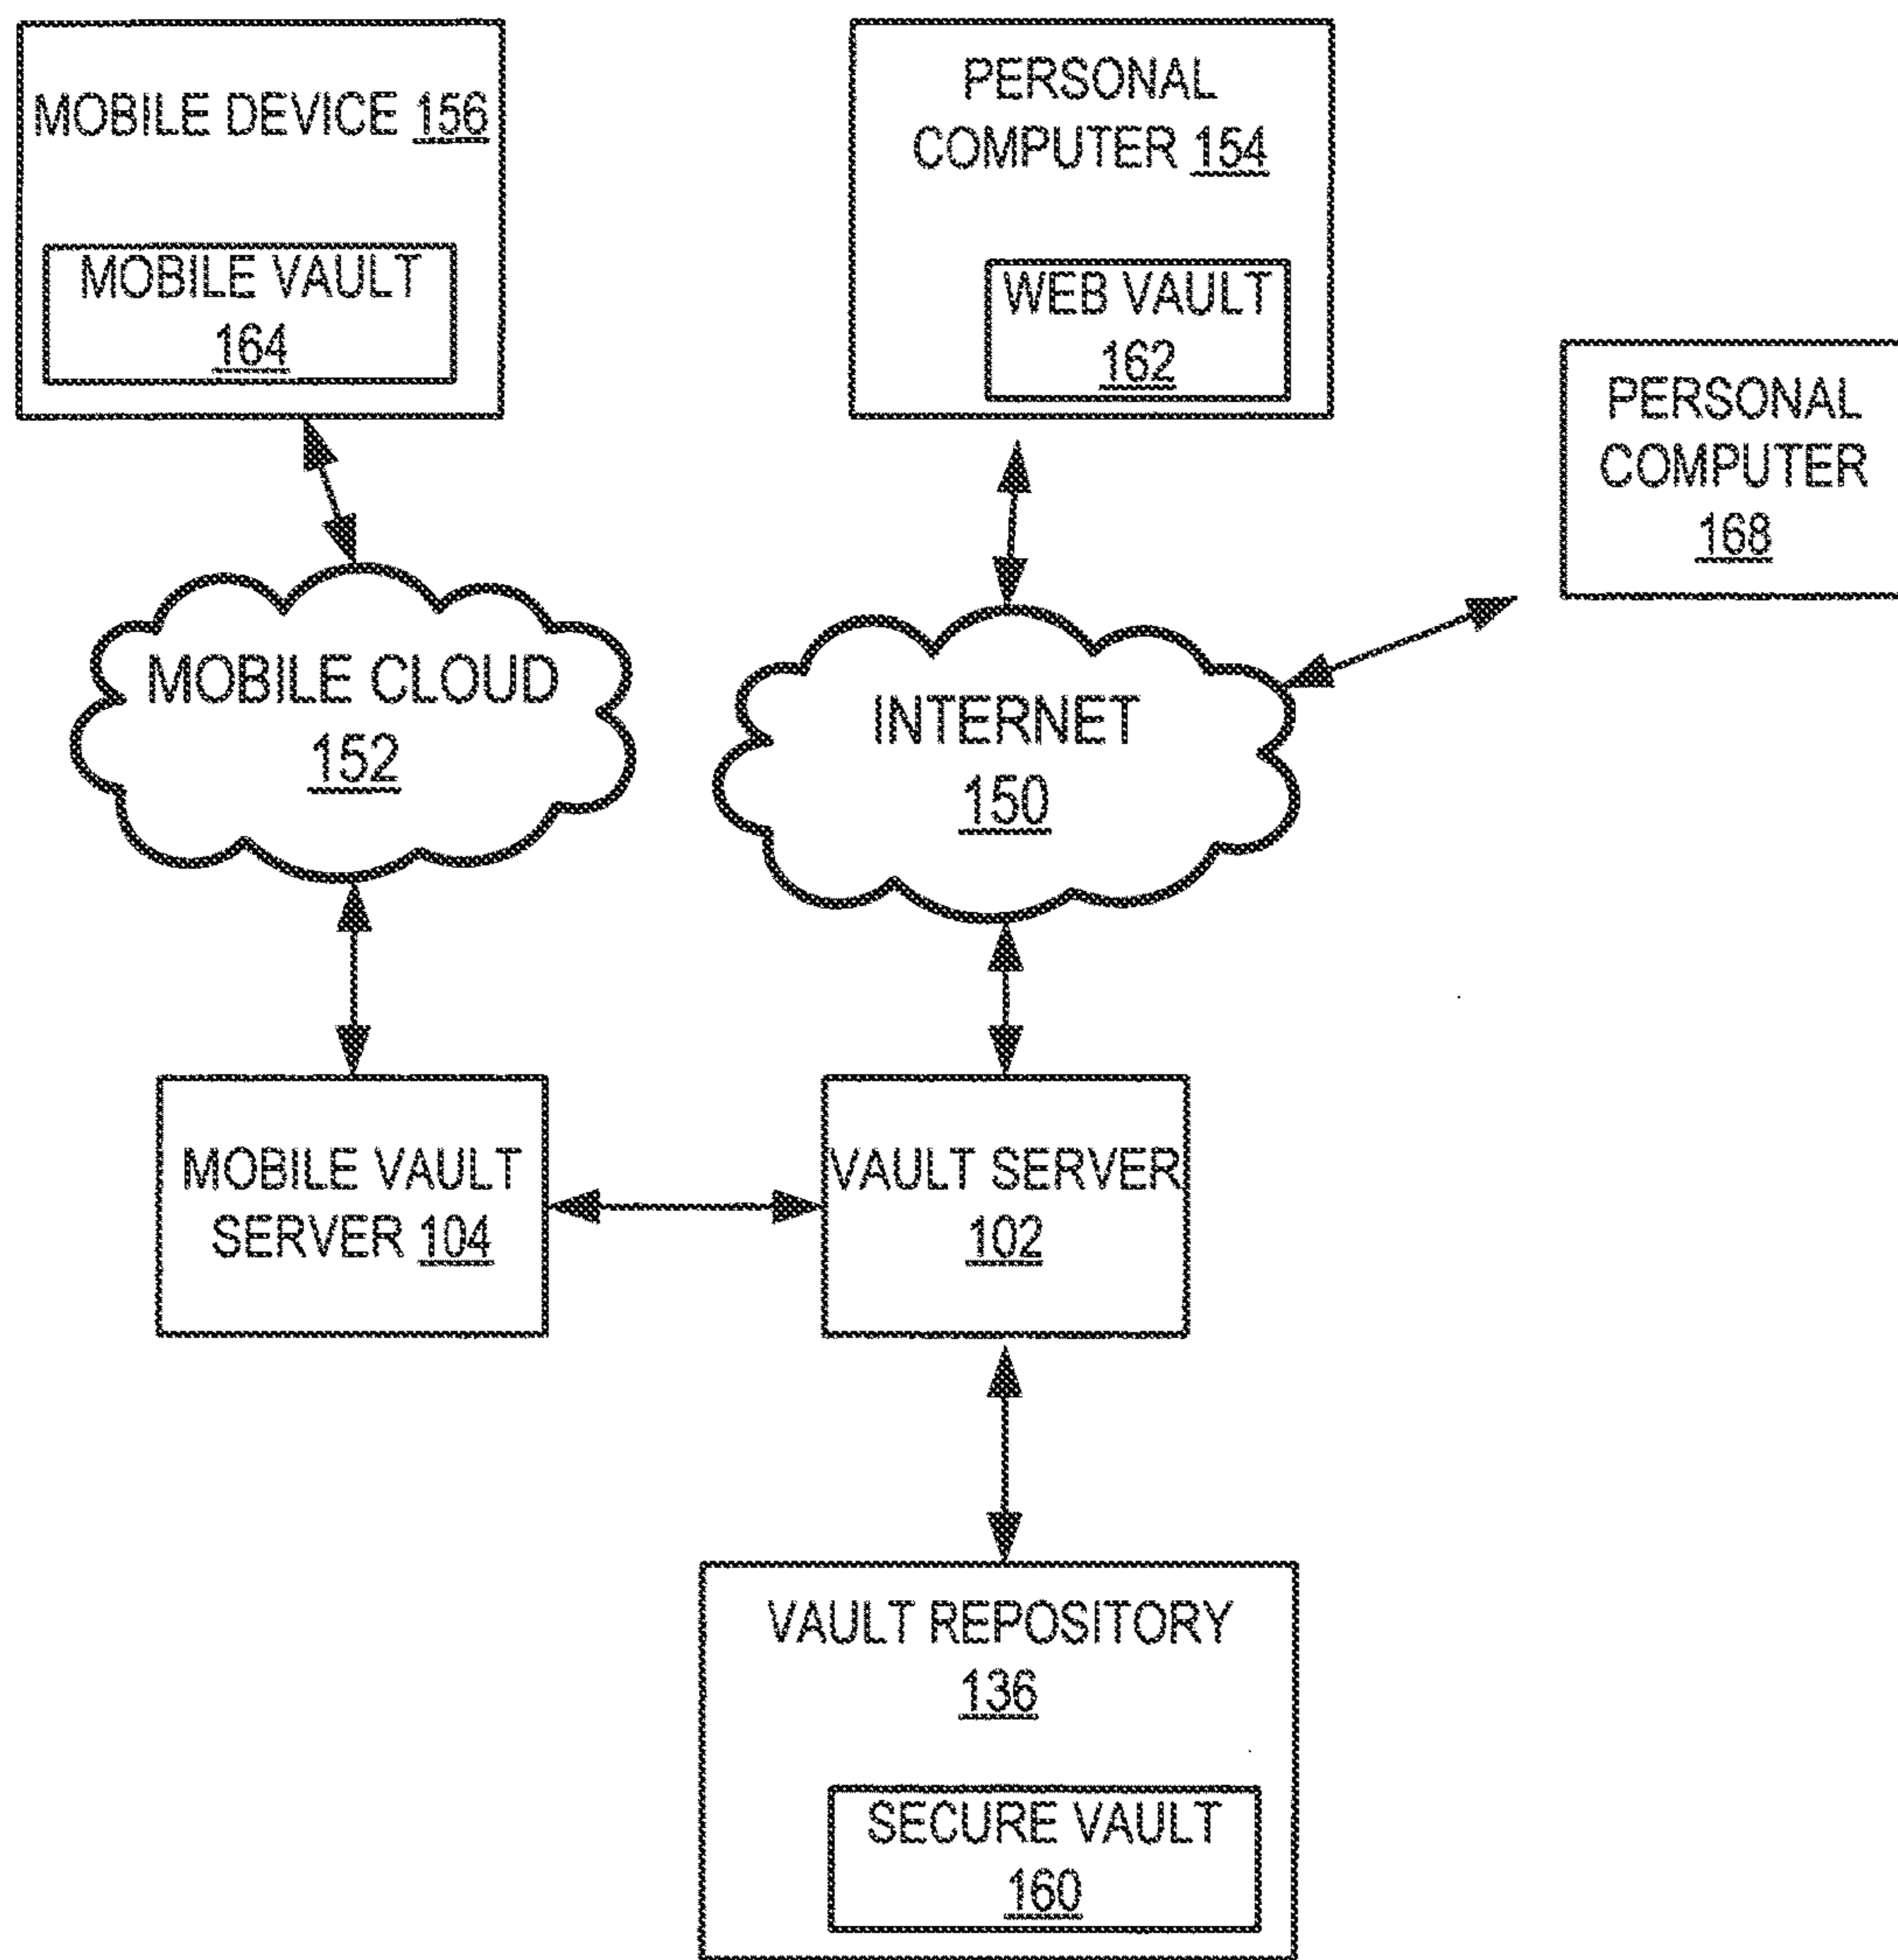 MOBILE DEVICE 156
MOBILE VAULT
164
PERSONAL
COMPUTER 154
WEB VAULT
162
PERSONAL
COMPUTER
168
MOBILE CLOUD
152
INTERNET
150
MOBILE VAULT
SERVER 104
VAULT SERVER
102
VAULT REPOSITORY
136
SECURE VAULT
160